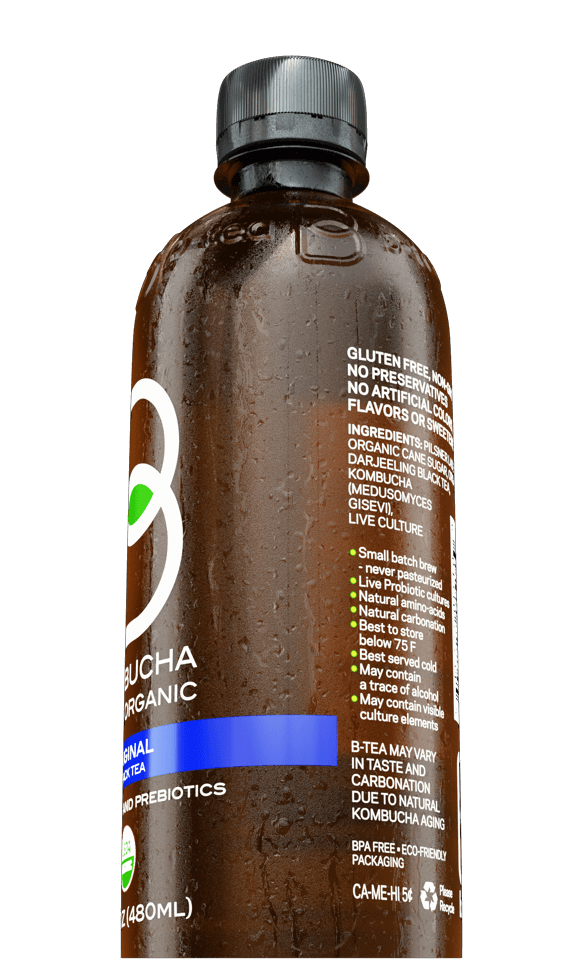 BUCHA
ORGANIC
GINAL
CK TEA
AND PREBIOTICS
Z (480ML)
GLUTEN FREE, NON-
NO PRESERVATIVES
NO ARTIFICIAL COLORS
FLAVORS OR SWEETE
INGREDIENTS: PILSNER
ORGANIC CANE SUGAR,
DARJEELING BLACK TEA,
KOMBUCHA
(MEDUSOMYCES
GISEVI),
LIVE CULTURE
• Small batch brew
- never pasteurized
• Live Probiotic cultures
• Natural amino-acids
• Natural carbonation
• Best to store
below 75 F
• Best served cold
• May contain
a trace of alcohol
• May contain visible
culture elements
B-TEA MAY VARY
IN TASTE AND
CARBONATION
DUE TO NATURAL
KOMBUCHA AGING
BPA FREE • ECO-FRIENDLY
PACKAGING
CA-ME-HI 5¢
Please
Recycle